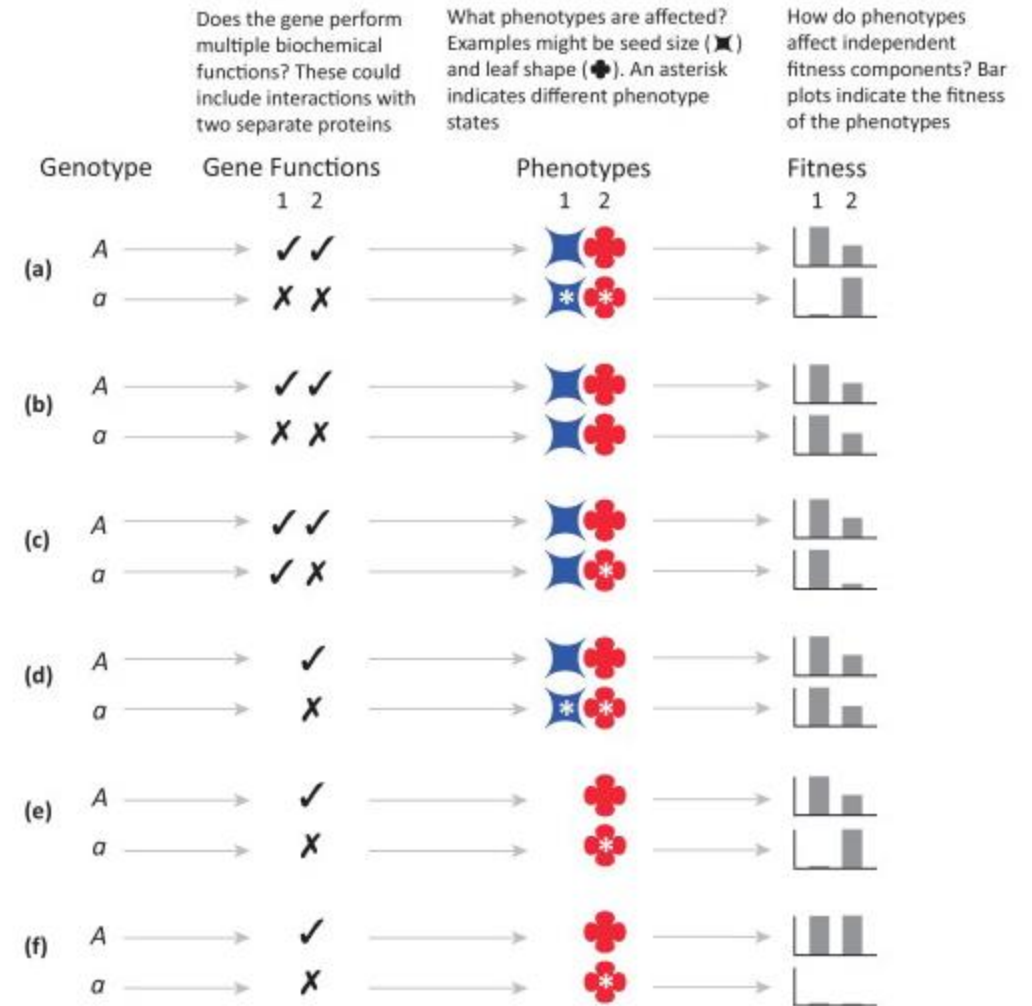 Does the gene perform
multiple biochemical
functions? These could
include interactions with
two separate proteins
What phenotypes are affected?
Examples might be seed size ( )
and leaf shape ( ). An asterisk
indicates different phenotype
states
How do phenotypes
affect independent
fitness components? Bar
plots indicate the fitness
of the phenotypes
Genotype Gene Functions Phenotypes Fitness
1 2 1 2 1 2
(a)
A ✓ ✓
a ✗ ✗ * *
(b)
A ✓ ✓
a ✗ ✗
(c)
A ✓ ✓
a ✓ ✗ *
(d)
A ✓
a ✗ * *
(e)
A ✓
a ✗ *
(f)
A ✓
a ✗ *